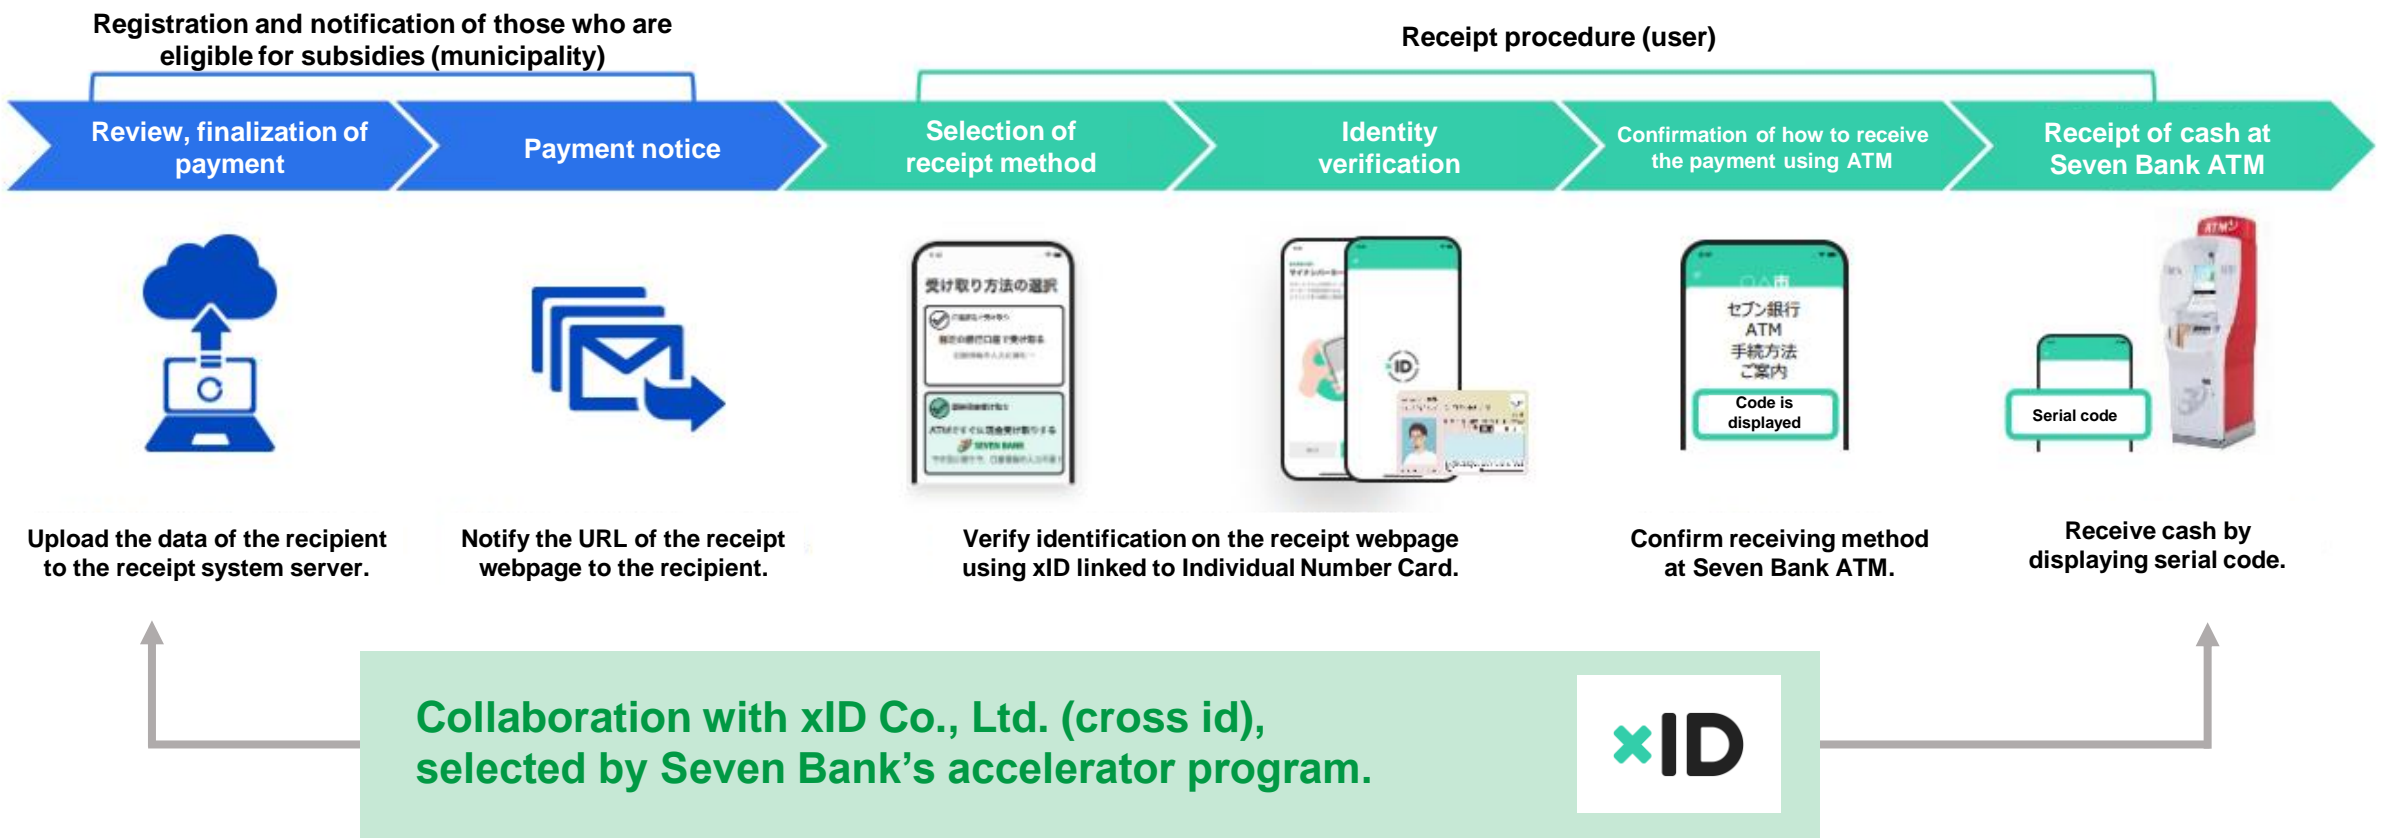 Registration and notification of those who are
eligible for subsidies (municipality)
Receipt procedure (user)
Review, finalization of
payment
Payment notice
Selection of
receipt method
Identity
verification
Confirmation of how to receive
the payment using ATM
Receipt of cash at
Seven Bank ATM
受け取り方法の選択
SEVEN BANK
ID
セブン銀行
ATM
手続方法
ご案内
Code is
displayed
Serial code
ATM
Upload the data of the recipient
to the receipt system server.
Notify the URL of the receipt
webpage to the recipient.
Verify identification on the receipt webpage
using xID linked to Individual Number Card.
Confirm receiving method
at Seven Bank ATM.
Receive cash by
displaying serial code.
Collaboration with xID Co., Ltd. (cross id),
selected by Seven Bank’s accelerator program.
xID